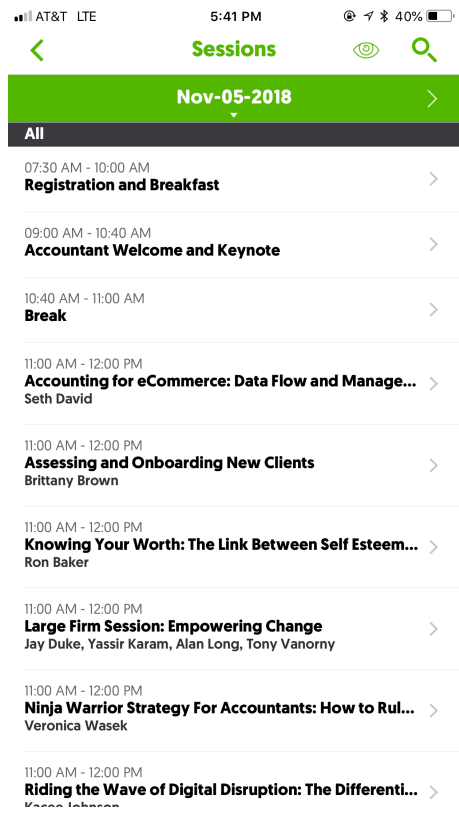 AT&T LTE 5:41 PM 40%
Sessions
Nov-05-2018
All
07:30 AM - 10:00 AM
Registration and Breakfast
09:00 AM - 10:40 AM
Accountant Welcome and Keynote
10:40 AM - 11:00 AM
Break
11:00 AM - 12:00 PM
Accounting for eCommerce: Data Flow and Manage...
Seth David
11:00 AM - 12:00 PM
Assessing and Onboarding New Clients
Brittany Brown
11:00 AM - 12:00 PM
Knowing Your Worth: The Link Between Self Esteem...
Ron Baker
11:00 AM - 12:00 PM
Large Firm Session: Empowering Change
Jay Duke, Yassir Karam, Alan Long, Tony Vanorny
11:00 AM - 12:00 PM
Ninja Warrior Strategy For Accountants: How to Rul...
Veronica Wasek
11:00 AM - 12:00 PM
Riding the Wave of Digital Disruption: The Differenti...
Kacee Johnson